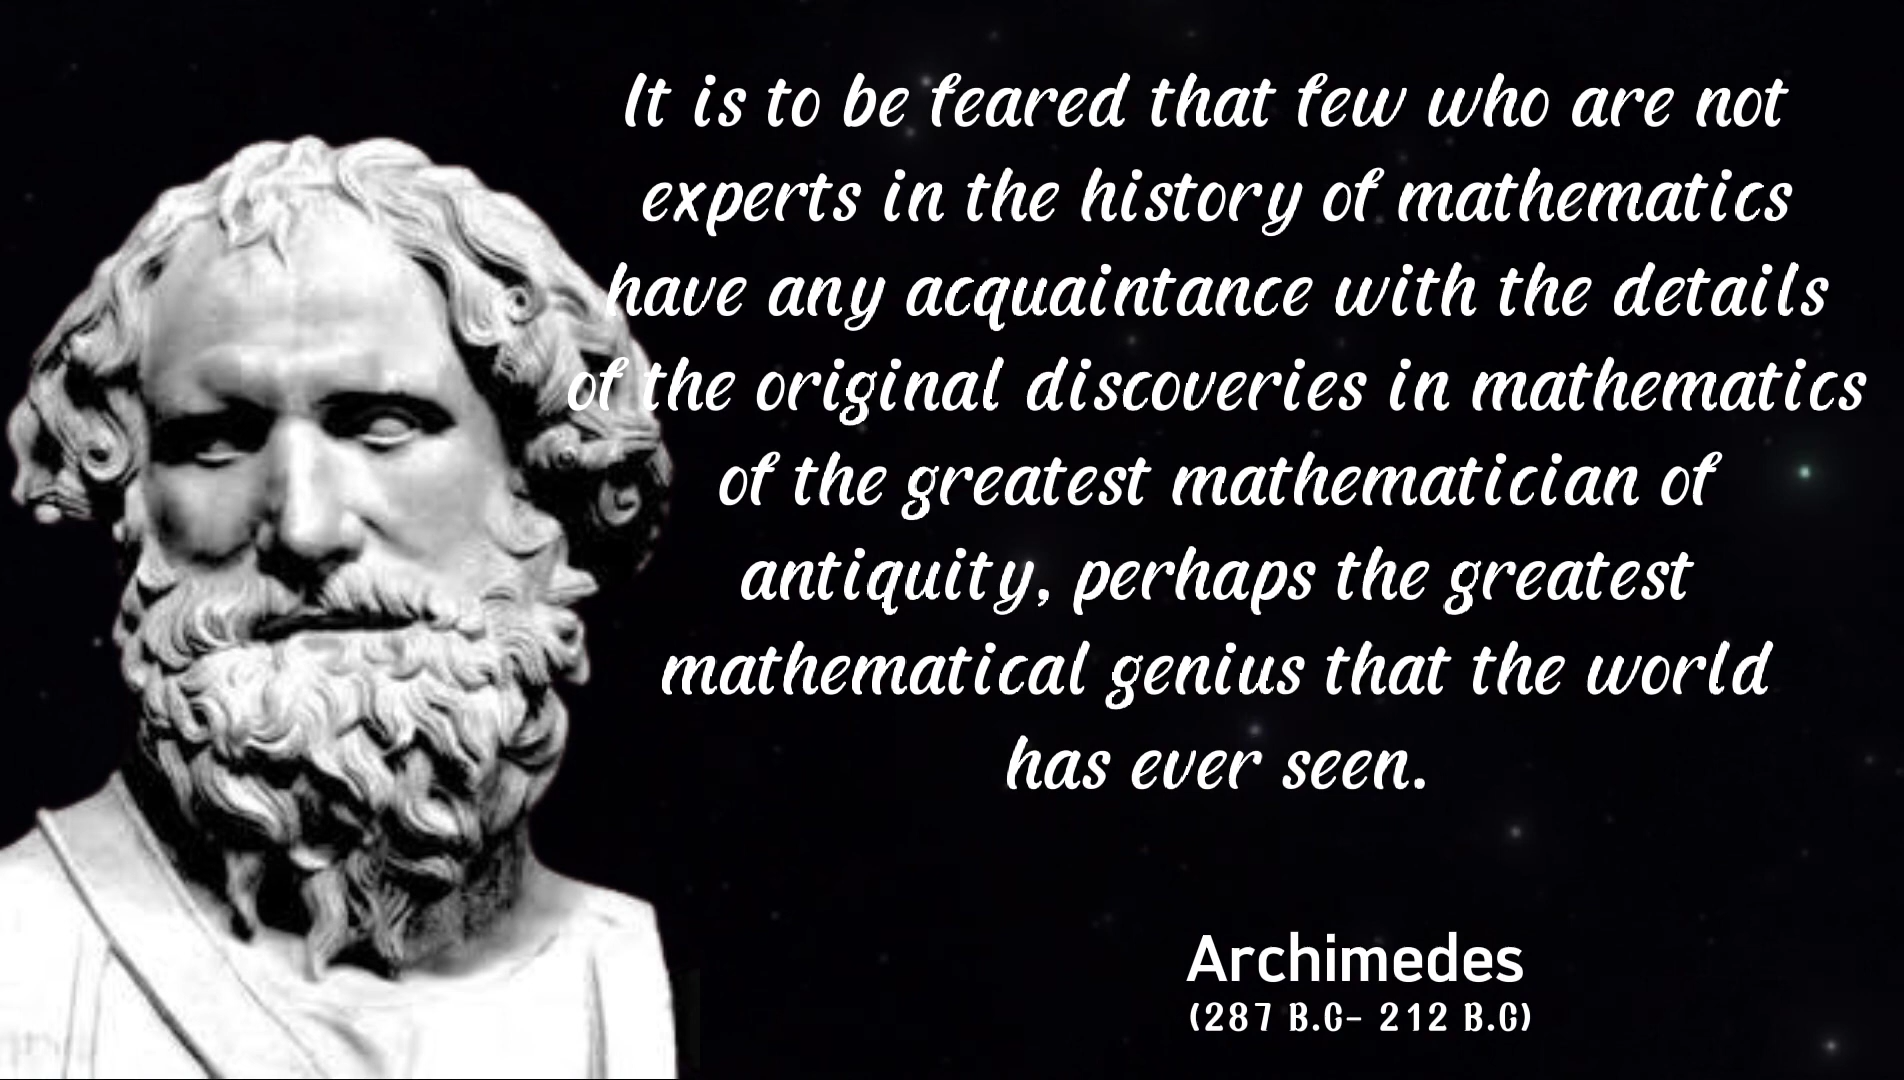 It is to be feared that few who are not
experts in the history of mathematics
have any acquaintance with the details
of the original discoveries in mathematics
of the greatest mathematician of
antiquity, perhaps the greatest
mathematical genius that the world
has ever seen.
Archimedes
(287 B.C- 212 B.C)